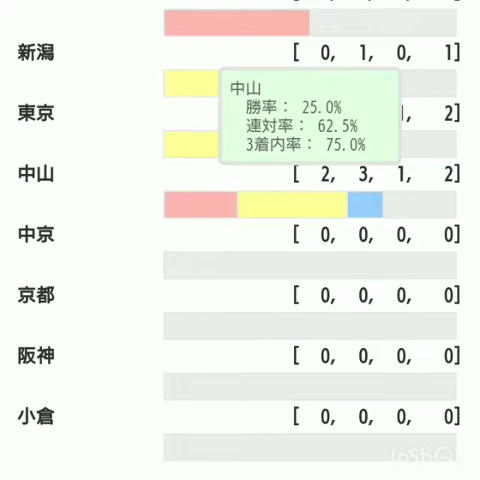 新潟 [ 0, 1, 0, 1]
中山
勝率： 25.0%
連対率： 62.5%
3着内率： 75.0%
東京 2]
中山 [ 2, 3, 1, 2]
中京 [ 0, 0, 0, 0]
京都 [ 0, 0, 0, 0]
阪神 [ 0, 0, 0, 0]
小倉 [ 0, 0, 0, 0]